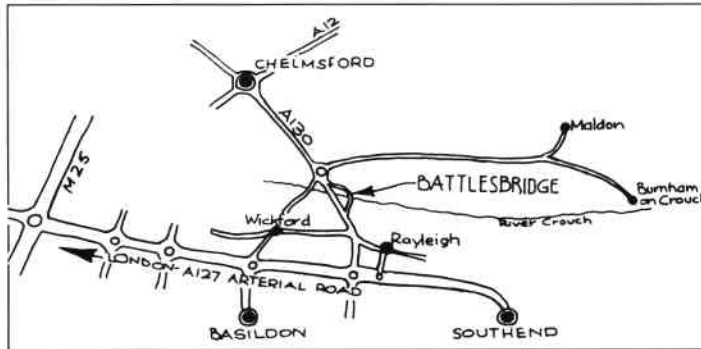 A12
CHELMSFORD
A130
Maldon
M25
BATTLESBRIDGE
Burnham
on Crouch
Wickford
River Crouch
Rayleigh
LONDON-A127 ARTERIAL ROAD
BASILDON
SOUTHEND